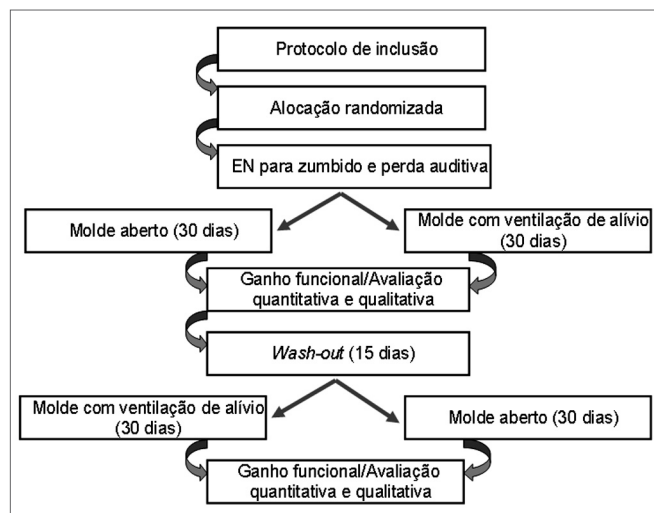 Protocolo de inclusão
Alocação randomizada
EN para zumbido e perda auditiva
Molde aberto (30 dias)
Molde com ventilação de alívio
(30 dias)
Ganho funcional/Avaliação
quantitativa e qualitativa
Wash-out (15 dias)
Molde com ventilação de alívio
(30 dias)
Molde aberto (30 dias)
Ganho funcional/Avaliação
quantitativa e qualitativa